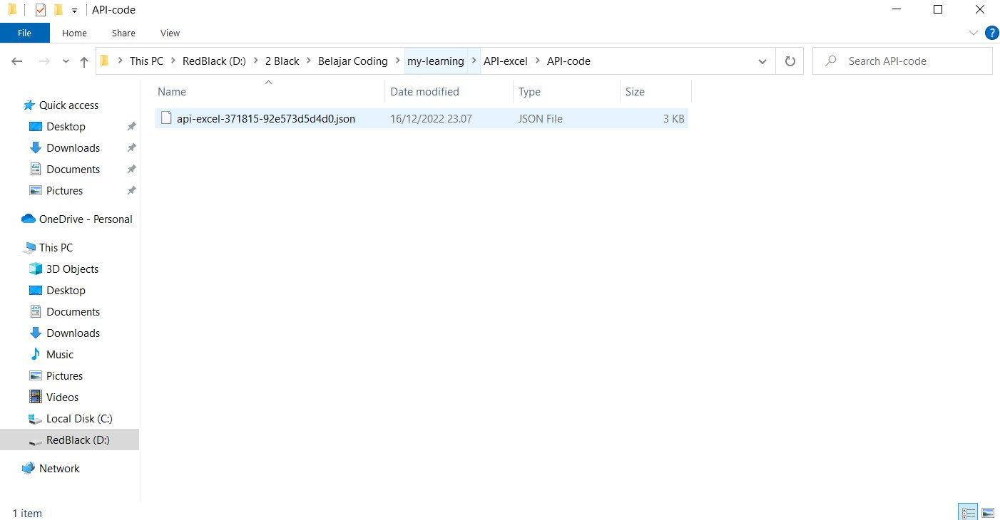 API-code
File Home Share View
This PC RedBlack (D:) 2 Black Belajar Coding my-learning API-excel API-code Search API-code
Name Date modified Type Size
api-excel-371815-92e573d5d4d0.json 16/12/2022 23.07 JSON File 3 KB
Quick access
Desktop
Downloads
Documents
Pictures
OneDrive - Personal
This PC
3D Objects
Desktop
Documents
Downloads
Music
Pictures
Videos
Local Disk (C:)
RedBlack (D:)
Network
1 item